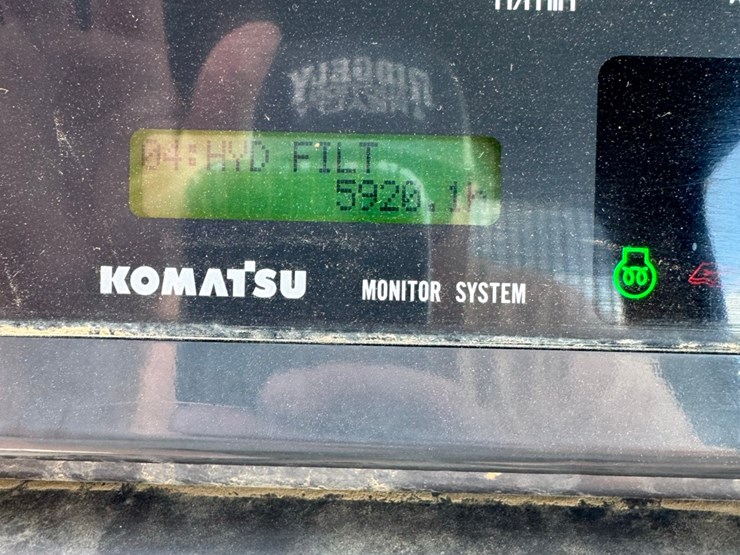 04:HYD FILT
5920.1h
KOMATSU
MONITOR SYSTEM